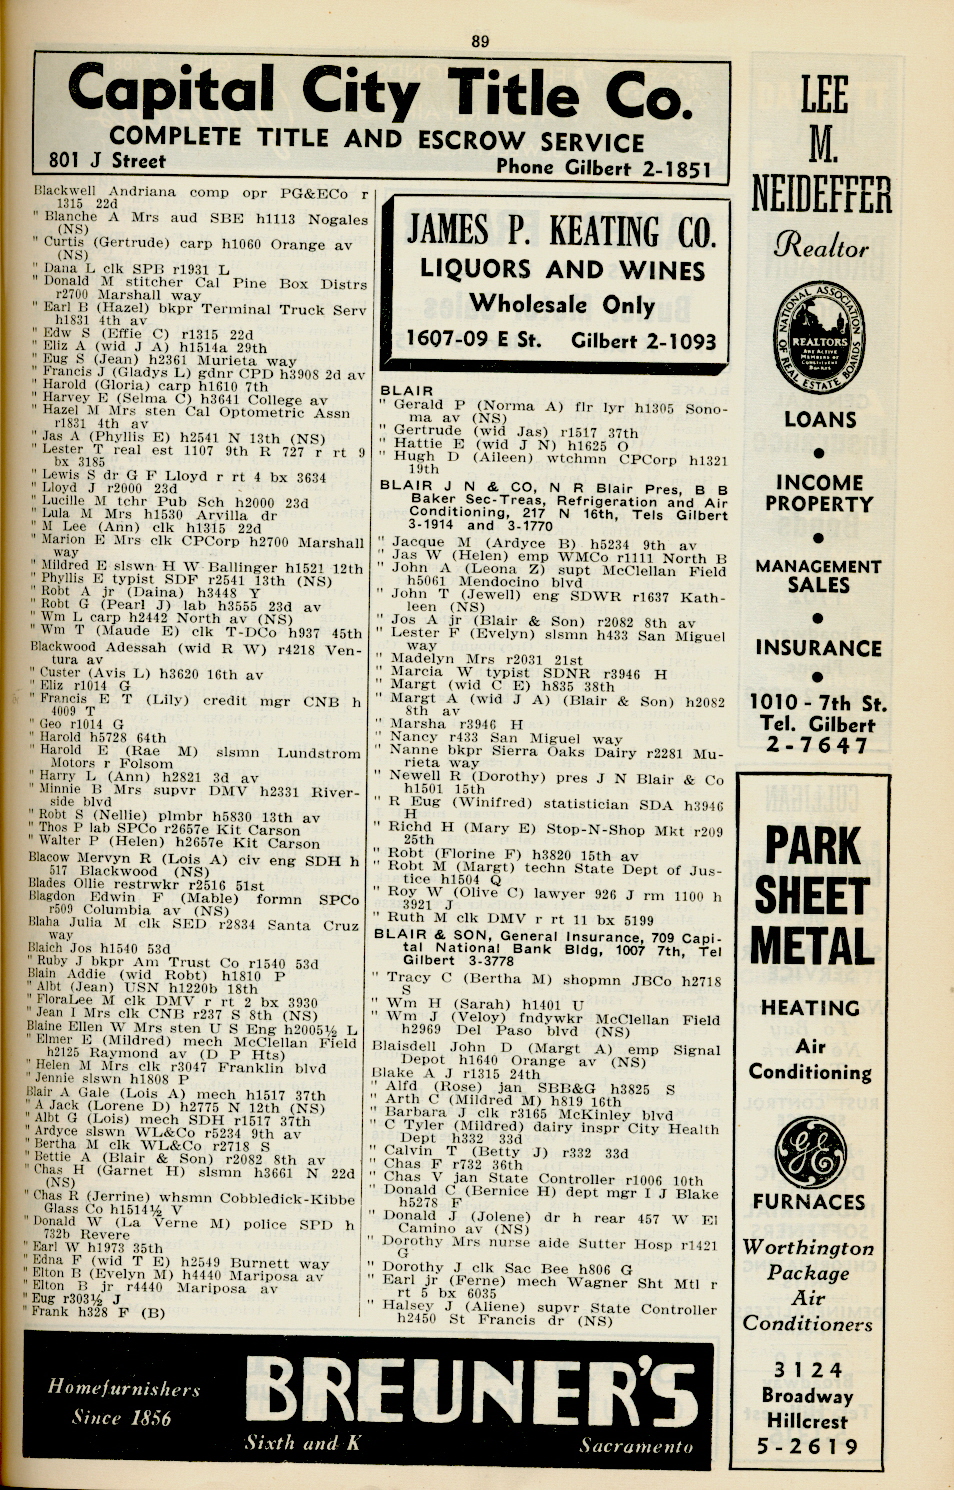 89
Capital City Title Co.
COMPLETE TITLE AND ESCROW SERVICE
801 J Street Phone Gilbert 2-1851
Blackwell Andriana comp opr PG&ECo r
1315 22d
" Blanche A Mrs aud SBE h1113 Nogales
(NS)
" Curtis (Gertrude) carp h1060 Orange av
(NS)
" Dana L clk SPB r1931 L
" Donald M stitcher Cal Pine Box Distrs
r2700 Marshall way
" Earl B (Hazel) bkpr Terminal Truck Serv
h1831 4th av
" Edw S (Effie C) r1315 22d
" Eliz A (wid J A) h1514a 29th
" Eug S (Jean) h2361 Murieta way
" Francis J (Gladys L) gdnr CPD h3908 2d av
" Harold (Gloria) carp h1610 7th
" Harvey E (Selma C) h3641 College av
" Hazel M Mrs sten Cal Optometric Assn
r1831 4th av
" Jas A (Phyllis E) h2541 N 13th (NS)
" Lester T real est 1107 9th R 727 r rt 9
bx 3185
" Lewis S dr G F Lloyd r rt 4 bx 3634
" Lloyd J r2000 23d
" Lucille M tchr Pub Sch h2000 23d
" Lula M Mrs h1530 Arvilla dr
" M Lee (Ann) clk h1315 22d
" Marion E Mrs clk CPCorp h2700 Marshall
way
" Mildred E slswn H W Ballinger h1521 12th
" Phyllis E typist SDF r2541 13th (NS)
" Robt A jr (Daina) h3448 Y
" Robt G (Pearl J) lab h3555 23d av
" Wm L carp h2442 North av (NS)
" Wm T (Maude E) clk T-DCo h937 45th
Blackwood Adessah (wid R W) r4218 Ven-
tura av
" Custer (Avis L) h3620 16th av
" Eliz r1014 G
" Francis E T (Lily) credit mgr CNB h
4009 T
" Geo r1014 G
" Harold h5728 64th
" Harold E (Rae M) slsmn Lundstrom
Motors r Folsom
" Harry L (Ann) h2821 3d av
" Minnie B Mrs supvr DMV h2331 River-
side blvd
" Robt S (Nellie) plmbr h5830 13th av
" Thos P lab SPCo r2657e Kit Carson
" Walter P (Helen) h2657e Kit Carson
Blacow Mervyn R (Lois A) civ eng SDH h
517 Blackwood (NS)
Blades Ollie restrwkr r2516 51st
Blagdon Edwin F (Mable) formn SPCo
r509 Columbia av (NS)
Blaha Julia M clk SED r2834 Santa Cruz
way
Blaich Jos h1540 53d
" Ruby J bkpr Am Trust Co r1540 53d
Blain Addie (wid Robt) h1810 P
" Albt (Jean) USN h1220b 18th
" FloraLee M clk DMV r rt 2 bx 3930
" Jean I Mrs clk CNB r237 S 8th (NS)
Blaine Ellen W Mrs sten U S Eng h2005½ L
" Elmer E (Mildred) mech McClellan Field
h2125 Raymond av (D P Hts)
" Helen M Mrs clk r3047 Franklin blvd
" Jennie slswn h1808 P
Blair A Gale (Lois A) mech h1517 37th
" A Jack (Lorene D) h2775 N 12th (NS)
" Albt G (Lois) mech SDH r1517 37th
" Ardyce slswn WL&Co r5234 9th av
" Bertha M clk WL&Co r2718 S
" Bettie A (Blair & Son) r2082 8th av
" Chas H (Garnet H) slsmn h3661 N 22d
(NS)
" Chas R (Jerrine) whsmn Cobbledick-Kibbe
Glass Co h1514½ V
" Donald W (La Verne M) police SPD h
732b Revere
" Earl W h1973 35th
" Edna F (wid T E) h2549 Burnett way
" Elton B (Evelyn M) h4440 Mariposa av
" Elton B jr r4440 Mariposa av
" Eug r303½ J
" Frank h328 F (B)
JAMES P. KEATING CO.
LIQUORS AND WINES
Wholesale Only
1607-09 E St. Gilbert 2-1093
BLAIR
" Gerald P (Norma A) flr lyr h1305 Sono-
ma av (NS)
" Gertrude (wid Jas) r1517 37th
" Hattie E (wid J N) h1625 O
" Hugh D (Aileen) wtchmn CPCorp h1321
19th
BLAIR J N & CO, N R Blair Pres, B B
Baker Sec-Treas, Refrigeration and Air
Conditioning, 217 N 16th, Tels Gilbert
3-1914 and 3-1770
" Jacque M (Ardyce B) h5234 9th av
" Jas W (Helen) emp WMCo r1111 North B
" John A (Leona Z) supt McClellan Field
h5061 Mendocino blvd
" John T (Jewell) eng SDWR r1637 Kath-
leen (NS)
" Jos A jr (Blair & Son) r2082 8th av
" Lester F (Evelyn) slsmn h433 San Miguel
way
" Madelyn Mrs r2031 21st
" Marcia W typist SDNR r3946 H
" Margt (wid C E) h835 38th
" Margt A (wid J A) (Blair & Son) h2082
8th av
" Marsha r3946 H
" Nancy r433 San Miguel way
" Nanne bkpr Sierra Oaks Dairy r2281 Mu-
rieta way
" Newell R (Dorothy) pres J N Blair & Co
h1501 15th
" R Eug (Winifred) statistician SDA h3946
H
" Richd H (Mary E) Stop-N-Shop Mkt r209
25th
" Robt (Florine F) h3820 15th av
" Robt M (Margt) techn State Dept of Jus-
tice h1504 Q
" Roy W (Olive C) lawyer 926 J rm 1100 h
3921 J
" Ruth M clk DMV r rt 11 bx 5199
BLAIR & SON, General Insurance, 709 Capi-
tal National Bank Bldg, 1007 7th, Tel
Gilbert 3-3778
" Tracy C (Bertha M) shopmn JBCo h2718
S
" Wm H (Sarah) h1401 U
" Wm J (Veloy) fndywkr McClellan Field
h2969 Del Paso blvd (NS)
Blaisdell John D (Margt A) emp Signal
Depot h1640 Orange av (NS)
Blake A J r1315 24th
" Alfd (Rose) jan SBB&G h3825 S
" Arth C (Mildred M) h819 16th
" Barbara J clk r3165 McKinley blvd
" C Tyler (Mildred) dairy inspr City Health
Dept h332 33d
" Calvin T (Betty J) r332 33d
" Chas F r732 36th
" Chas V jan State Controller r1006 10th
" Donald C (Bernice H) dept mgr I J Blake
h5278 F
" Donald J (Jolene) dr h rear 457 W El
Camino av (NS)
" Dorothy Mrs nurse aide Sutter Hosp r1421
G
" Dorothy J clk Sac Bee h806 G
" Earl jr (Ferne) mech Wagner Sht Mtl r
rt 5 bx 6035
" Halsey J (Aliene) supvr State Controller
h2450 St Francis dr (NS)
LEE
M.
NEIDEFFER
Realtor
NATIONAL ASSOCIATION OF REAL ESTATE BOARDS
REALTORS
ARE ACTIVE
MEMBERS OF
CONSTITUENT
BOARDS
LOANS
•
INCOME
PROPERTY
•
MANAGEMENT
SALES
•
INSURANCE
•
1010 - 7th St.
Tel. Gilbert
2-7647
PARK
SHEET
METAL
HEATING
Air
Conditioning
GE
FURNACES
Worthington
Package
Air
Conditioners
3124
Broadway
Hillcrest
5-2619
Homefurnishers
Since 1856
BREUNER'S
Sixth and K Sacramento